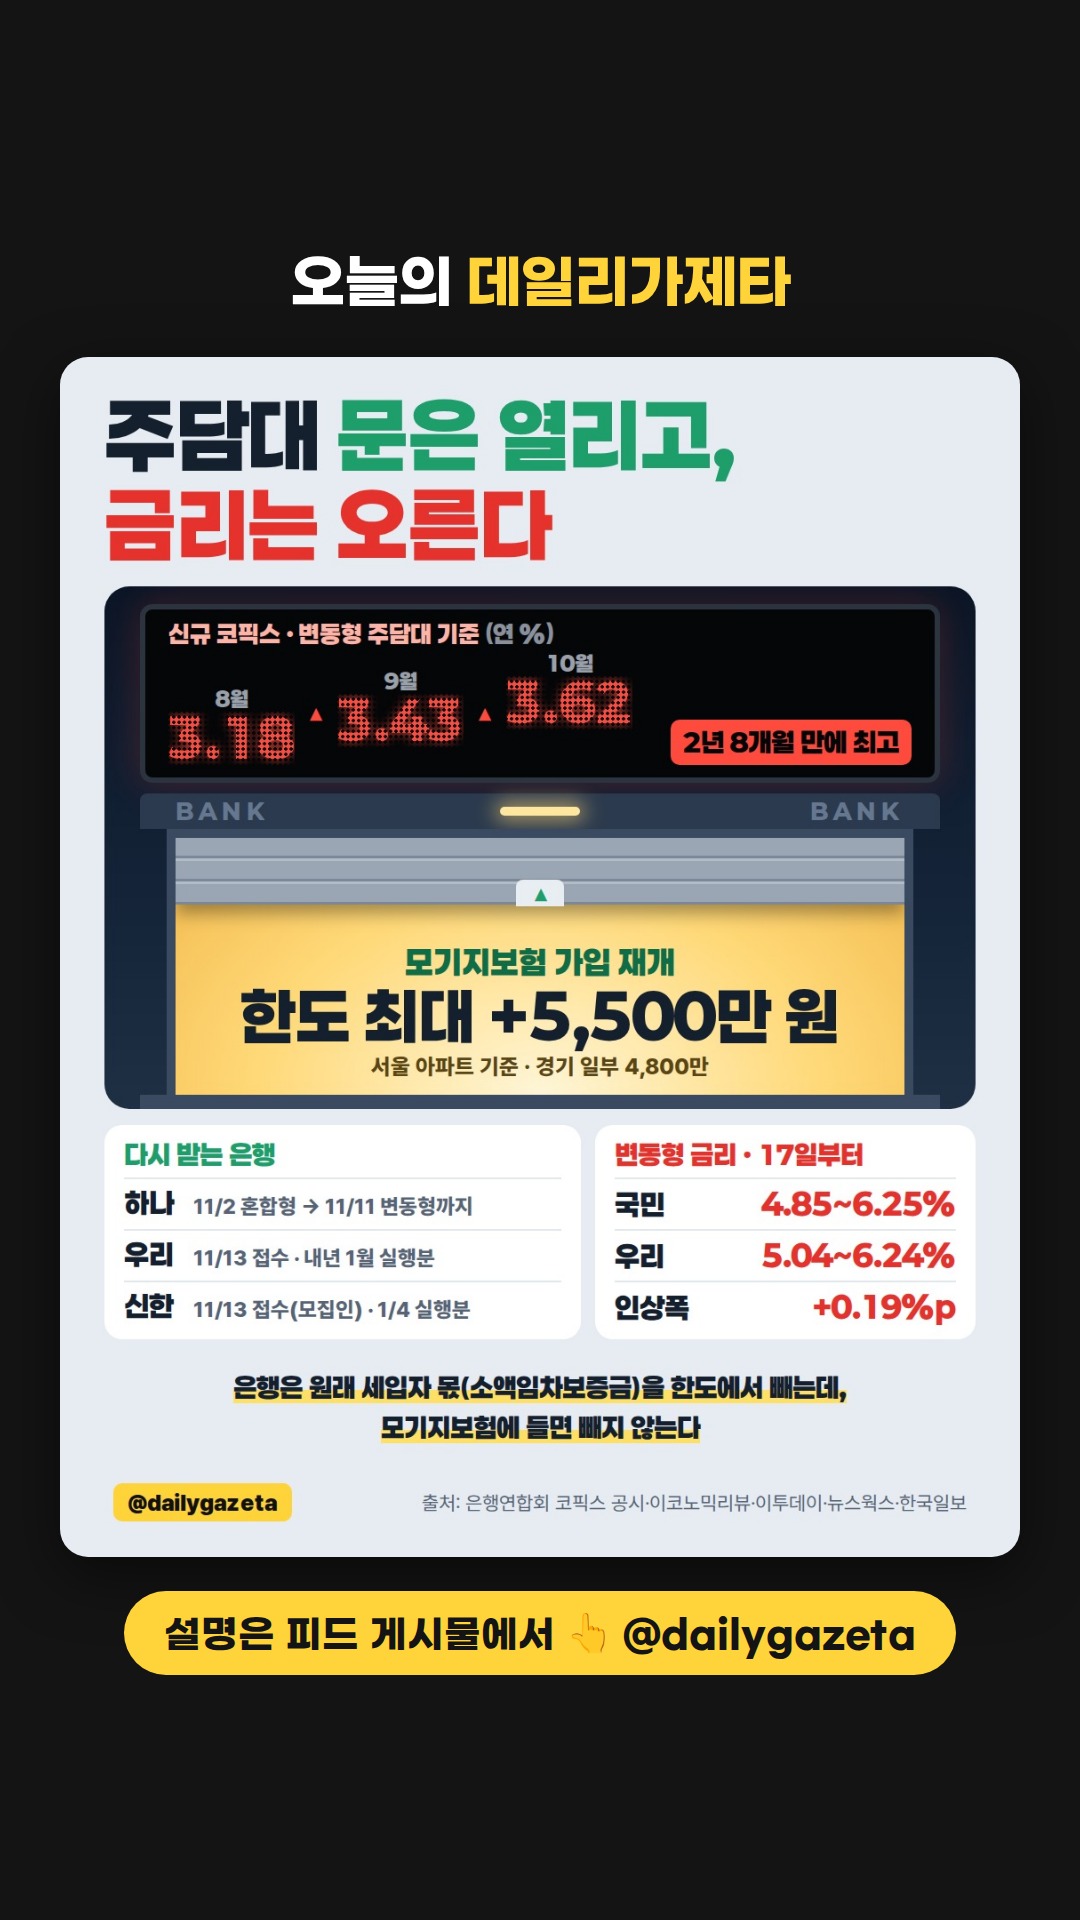 오늘의 데일리가제타
주담대 문은 열리고,
금리는 오른다
신규 코픽스 · 변동형 주담대 기준 (연 %)
8월 9월 10월
3.18 ▲ 3.43 ▲ 3.62
2년 8개월 만에 최고
BANK BANK
▲
모기지보험 가입 재개
한도 최대 +5,500만 원
서울 아파트 기준 · 경기 일부 4,800만
다시 받는 은행
하나 11/2 혼합형 → 11/11 변동형까지
우리 11/13 접수 · 내년 1월 실행분
신한 11/13 접수(모집인) · 1/4 실행분
변동형 금리 · 17일부터
국민 4.85~6.25%
우리 5.04~6.24%
인상폭 +0.19%p
은행은 원래 세입자 몫(소액임차보증금)을 한도에서 빼는데,
모기지보험에 들면 빼지 않는다
@dailygazeta
출처: 은행연합회 코픽스 공시·이코노믹리뷰·이투데이·뉴스웍스·한국일보
설명은 피드 게시물에서 👆 @dailygazeta